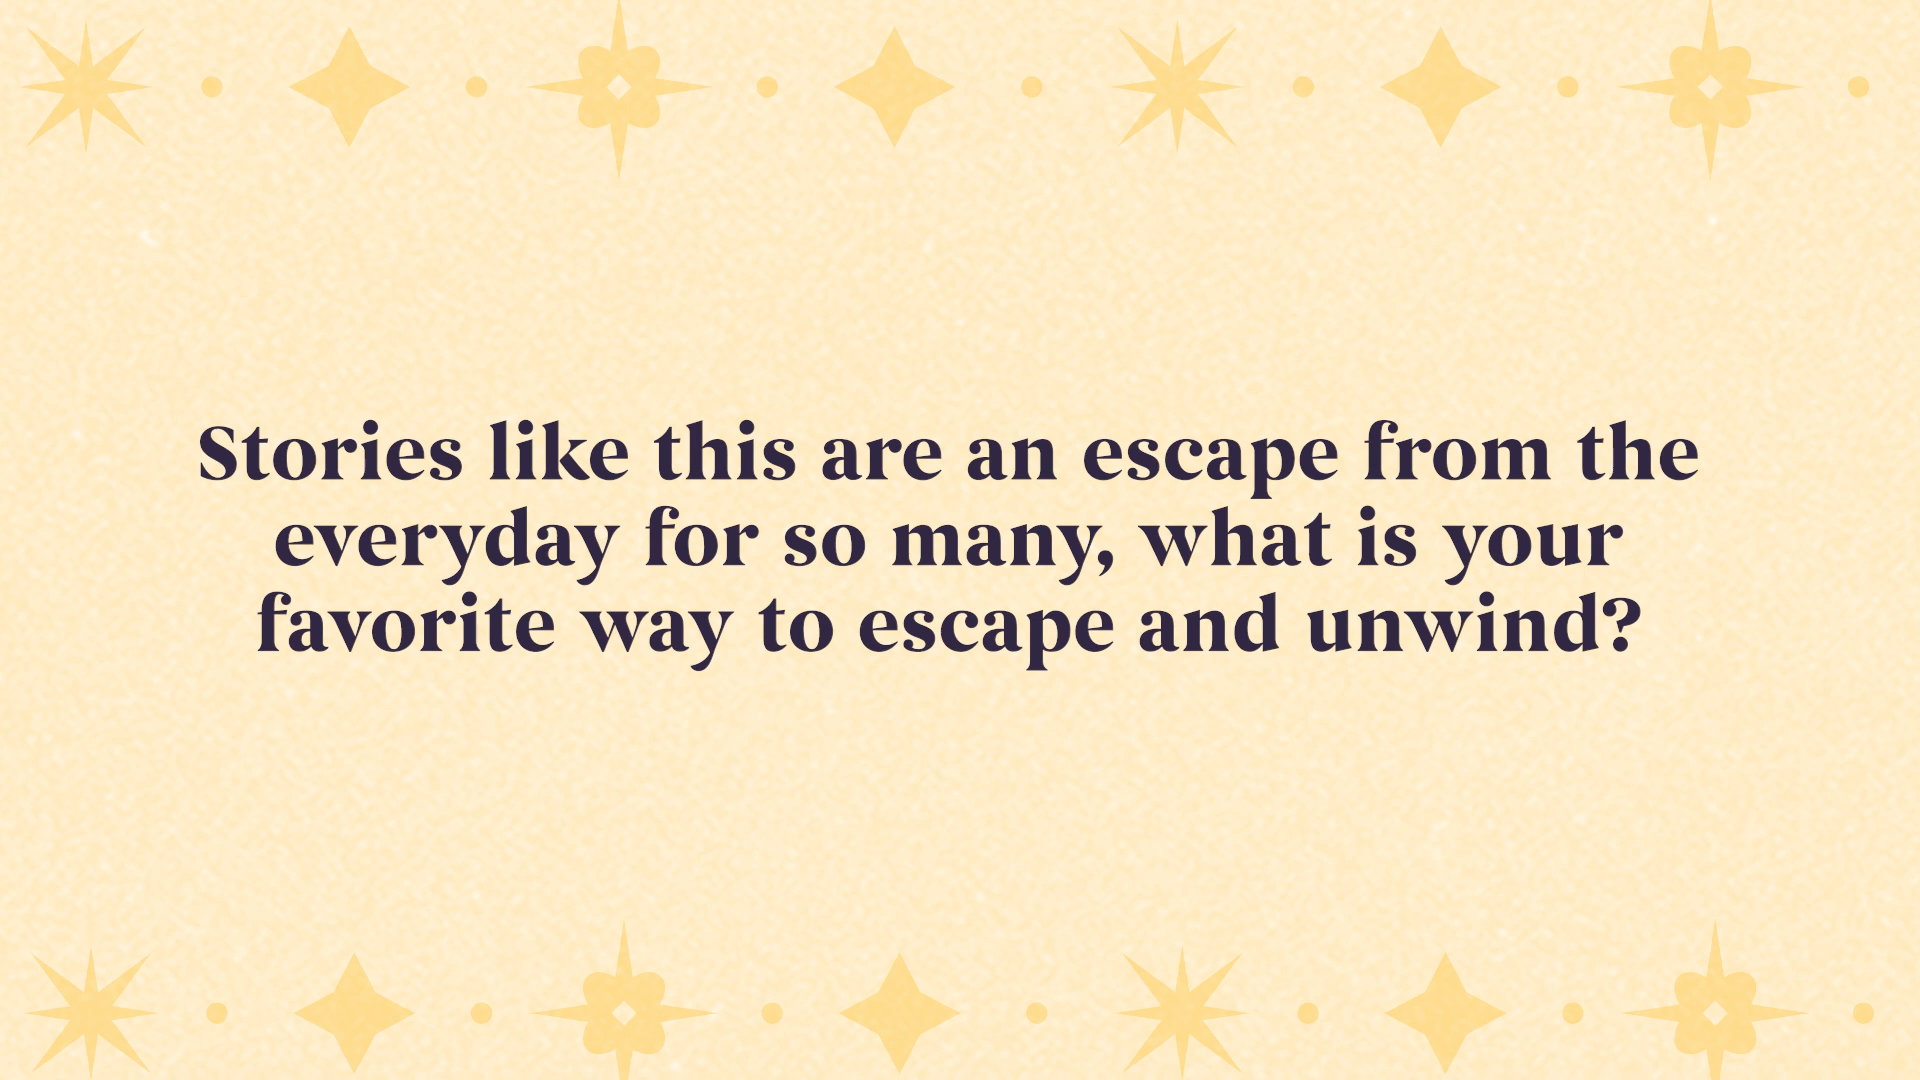 Stories like this are an escape from the
everyday for so many, what is your
favorite way to escape and unwind?